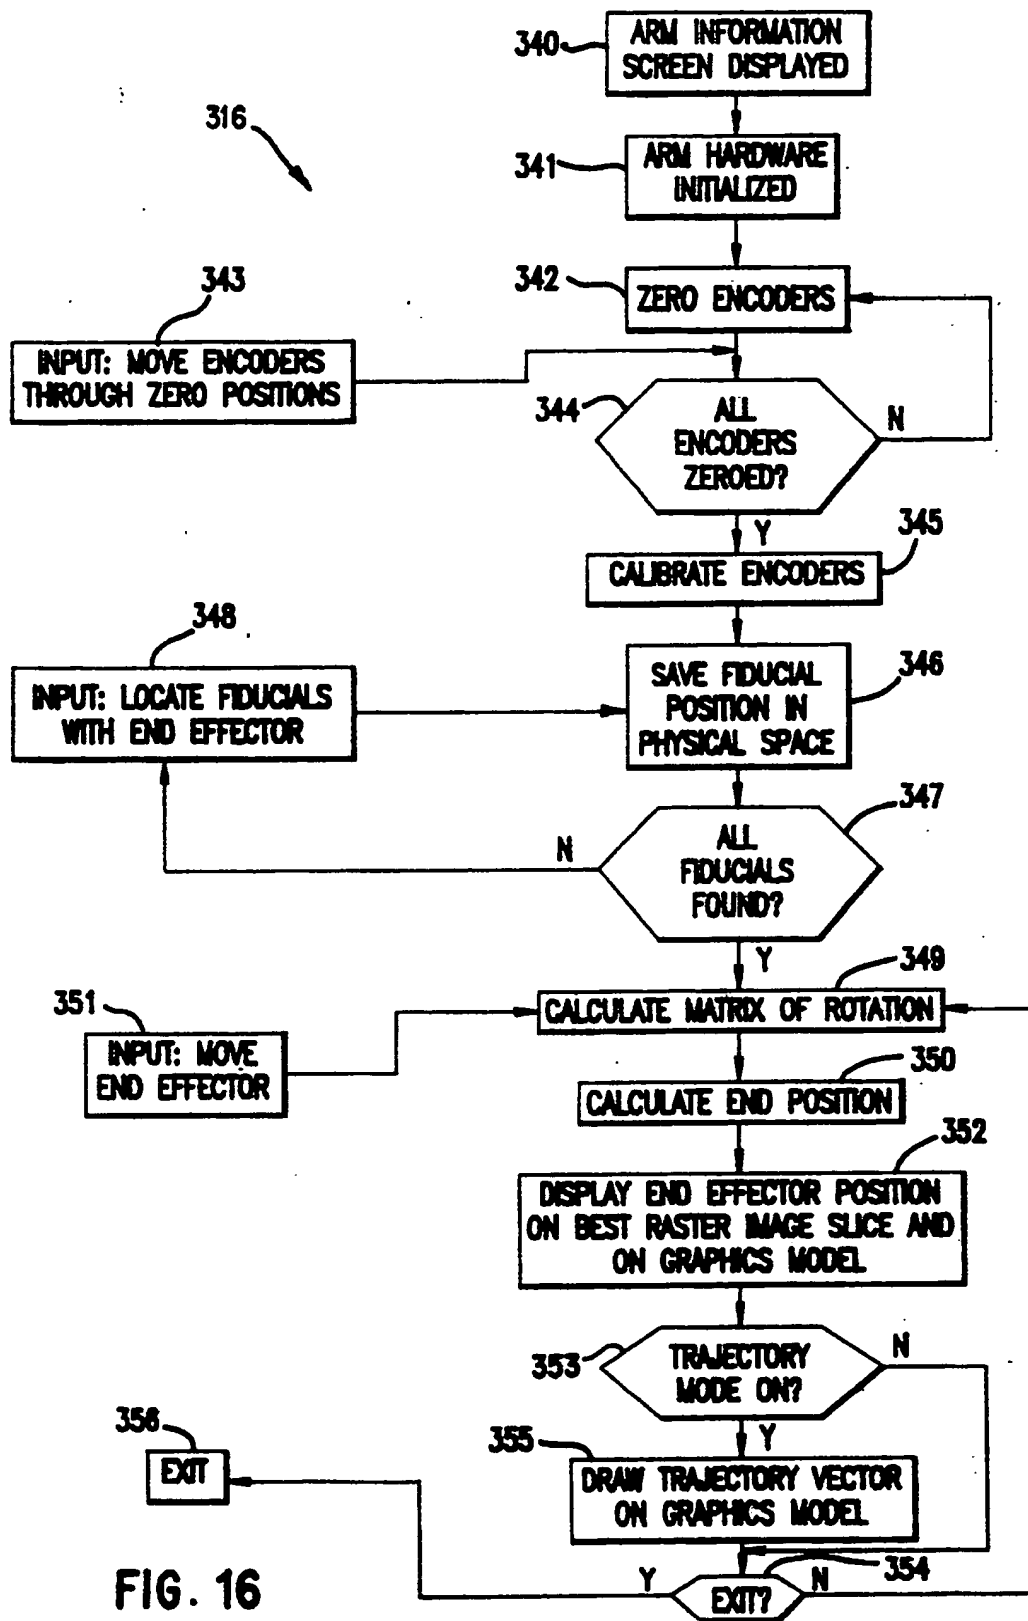 340
ARM INFORMATION
SCREEN DISPLAYED
316
341
ARM HARDWARE
INITIALIZED
343
342
ZERO ENCODERS
INPUT: MOVE ENCODERS
THROUGH ZERO POSITIONS
344
ALL
ENCODERS
ZEROED?
N
Y
345
CALIBRATE ENCODERS
348
INPUT: LOCATE FIDUCIALS
WITH END EFFECTOR
346
SAVE FIDUCIAL
POSITION IN
PHYSICAL SPACE
347
ALL
FIDUCIALS
FOUND?
N
Y
349
CALCULATE MATRIX OF ROTATION
351
INPUT: MOVE
END EFFECTOR
350
CALCULATE END POSITION
352
DISPLAY END EFFECTOR POSITION
ON BEST RASTER IMAGE SLICE AND
ON GRAPHICS MODEL
353
TRAJECTORY
MODE ON?
N
Y
356
EXIT
355
DRAW TRAJECTORY VECTOR
ON GRAPHICS MODEL
354
Y
EXIT?
N
FIG. 16